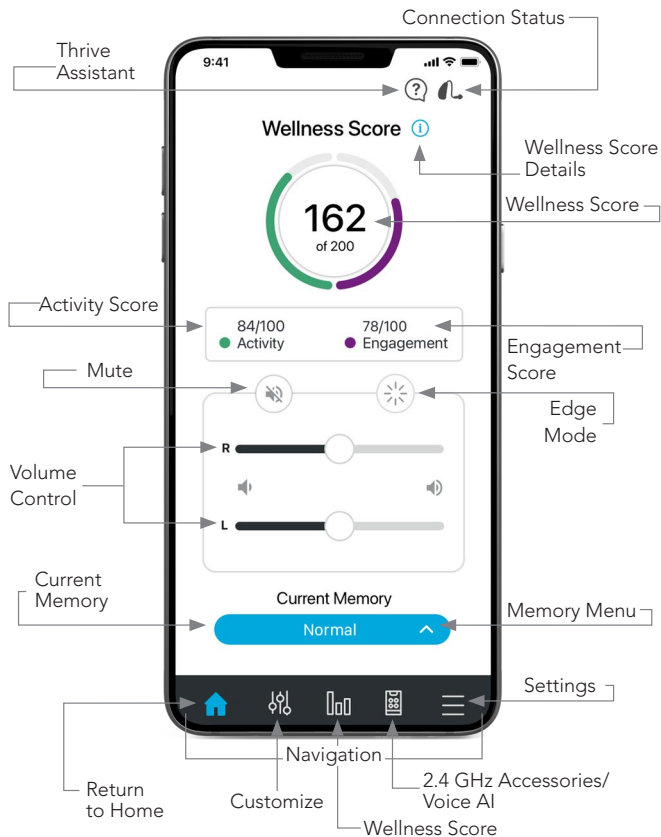 Connection Status
Thrive
Assistant
9:41
Wellness Score
Wellness Score
Details
162
of 200
Wellness Score
Activity Score
84/100
Activity
78/100
Engagement
Engagement
Score
Mute
Edge
Mode
R
Volume
Control
L
Current
Memory
Current Memory
Normal
Memory Menu
Settings
Navigation
Return
to Home
Customize
2.4 GHz Accessories/
Voice AI
Wellness Score